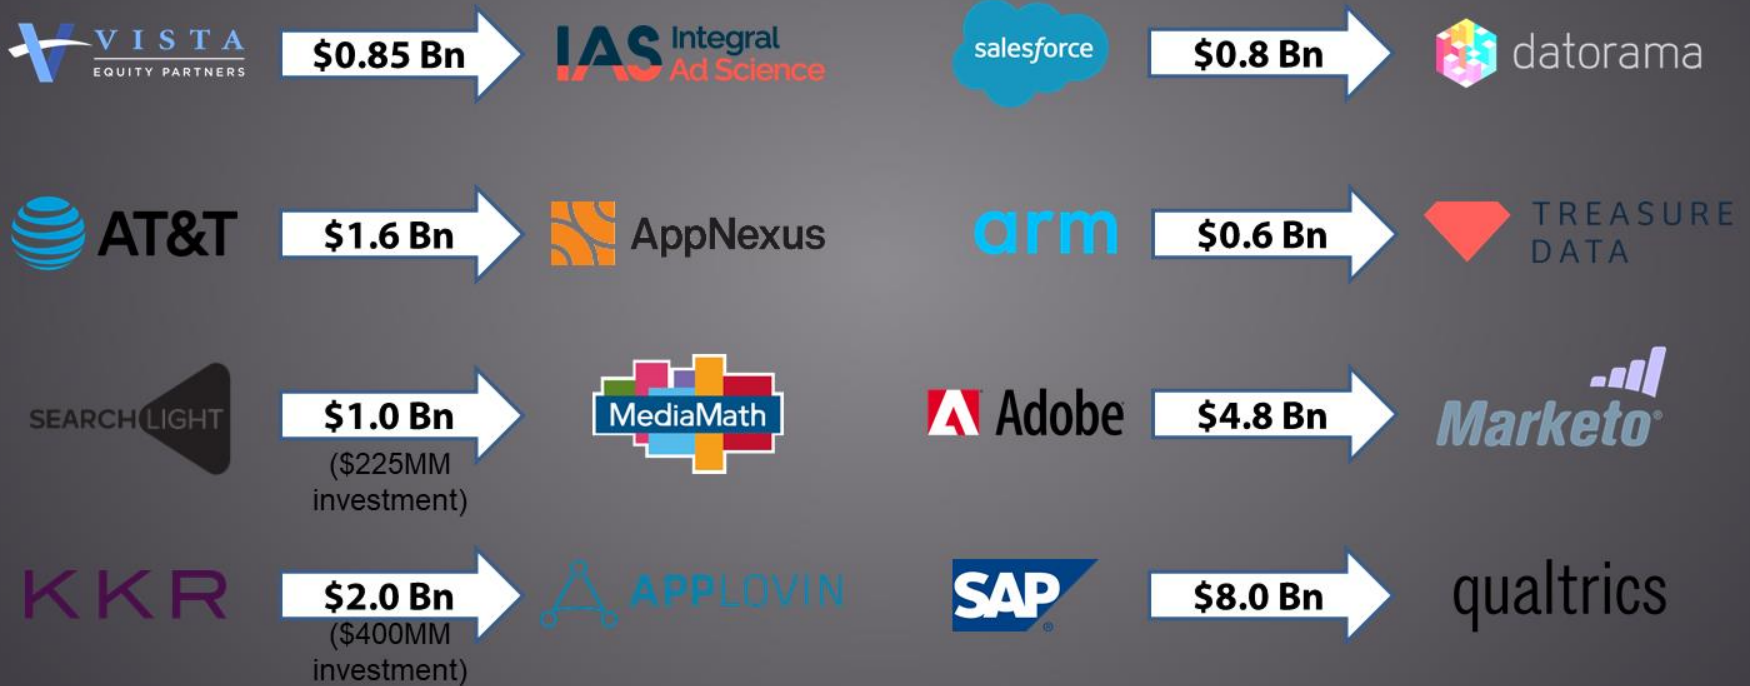 VISTA
EQUITY PARTNERS
$0.85 Bn
IAS Integral
Ad Science
salesforce
$0.8 Bn
datorama
AT&T
$1.6 Bn
AppNexus
arm
$0.6 Bn
TREASURE
DATA
SEARCHLIGHT
$1.0 Bn
($225MM
investment)
MediaMath
Adobe
$4.8 Bn
Marketo®
KKR
$2.0 Bn
($400MM
investment)
APPLOVIN
SAP®
$8.0 Bn
qualtrics